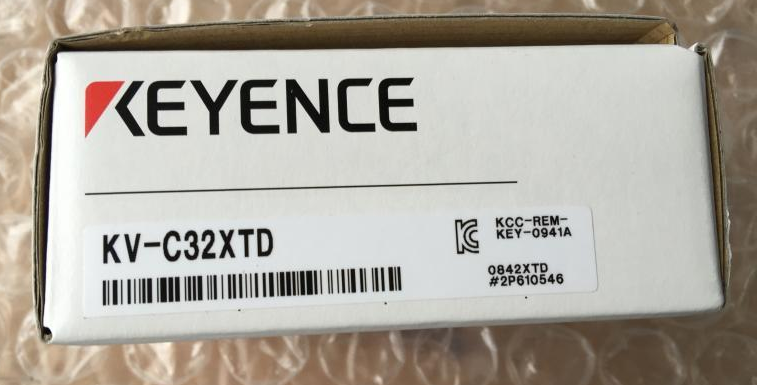 KEYENCE
KV-C32XTD
KCC-REM-
KEY-0941A
0842XTD
#2P610546